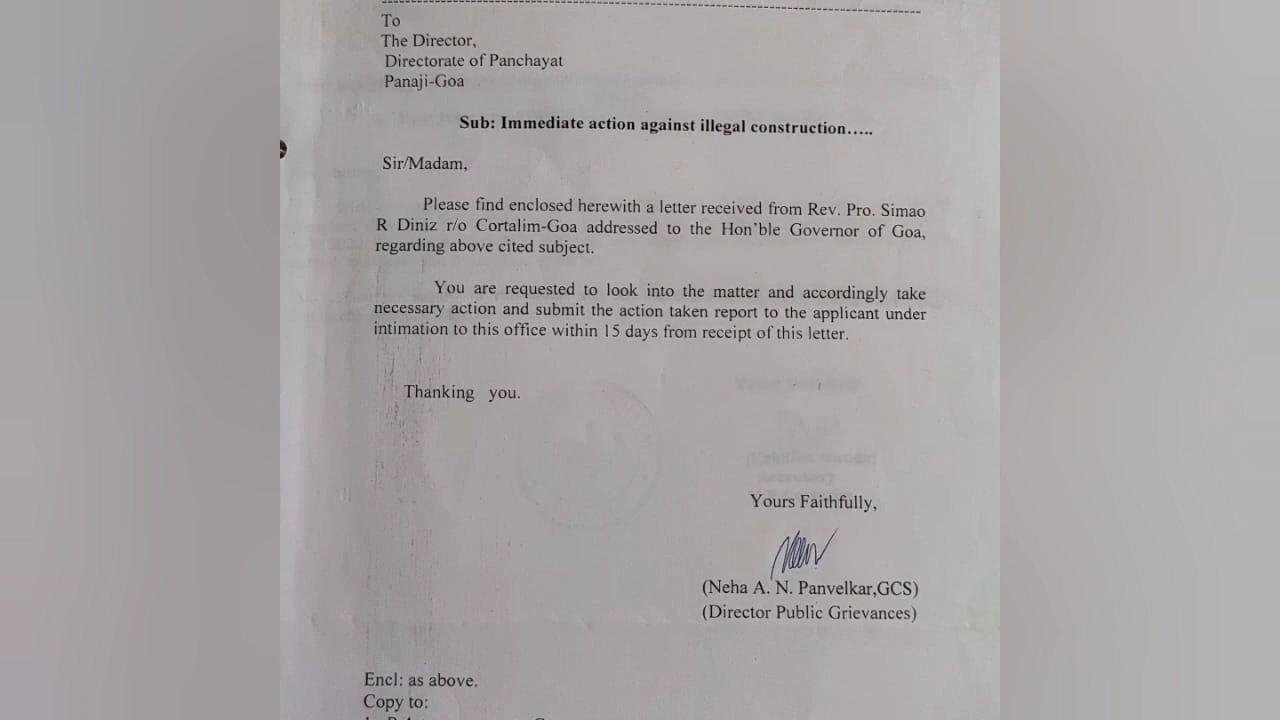 To
The Director,
Directorate of Panchayat
Panaji-Goa
Sub: Immediate action against illegal construction…..
Sir/Madam,
Please find enclosed herewith a letter received from Rev. Pro. Simao
R Diniz r/o Cortalim-Goa addressed to the Hon'ble Governor of Goa,
regarding above cited subject.
You are requested to look into the matter and accordingly take
necessary action and submit the action taken report to the applicant under
intimation to this office within 15 days from receipt of this letter.
Thanking you.
Yours Faithfully,
(Neha A. N. Panvelkar,GCS)
(Director Public Grievances)
Encl: as above.
Copy to: